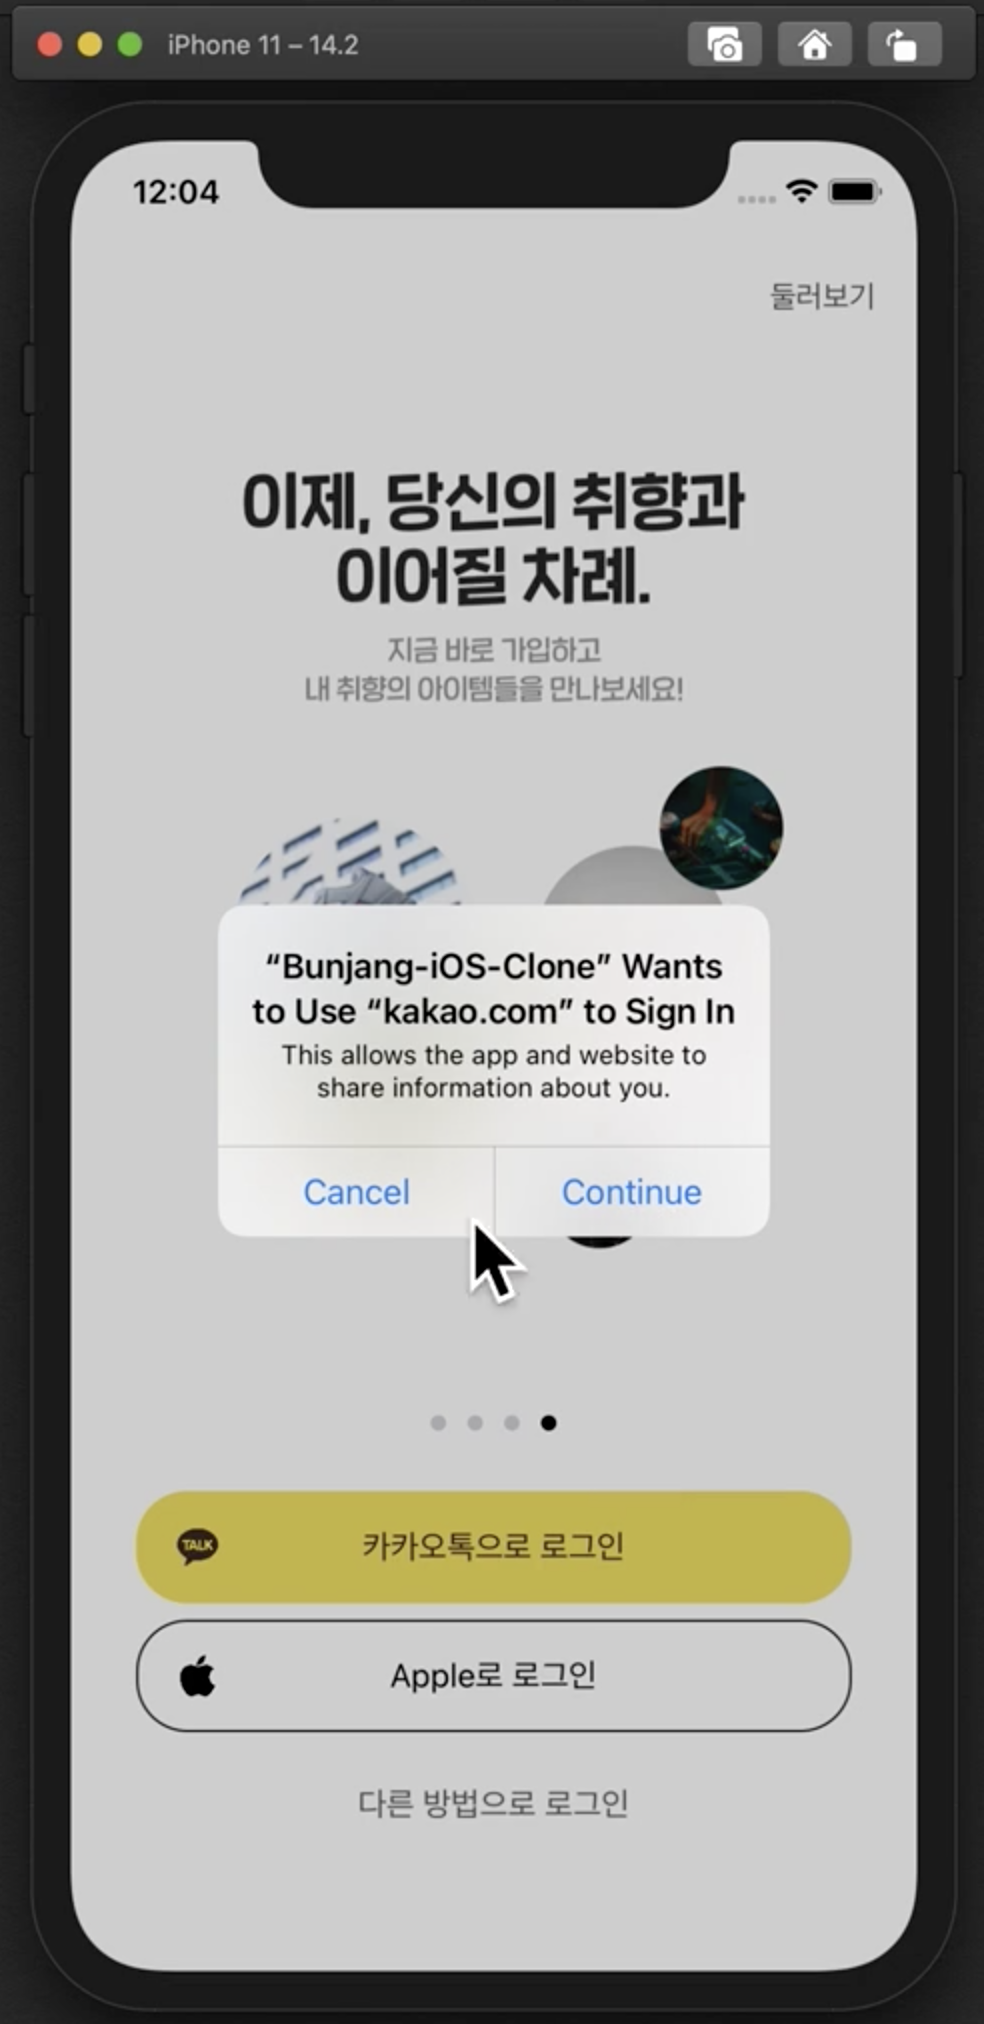 iPhone 11 – 14.2
12:04
둘러보기
이제, 당신의 취향과
이어질 차례.
지금 바로 가입하고
내 취향의 아이템들을 만나보세요!
“Bunjang-iOS-Clone” Wants
to Use “kakao.com” to Sign In
This allows the app and website to
share information about you.
Cancel
Continue
TALK
카카오톡으로 로그인
Apple로 로그인
다른 방법으로 로그인